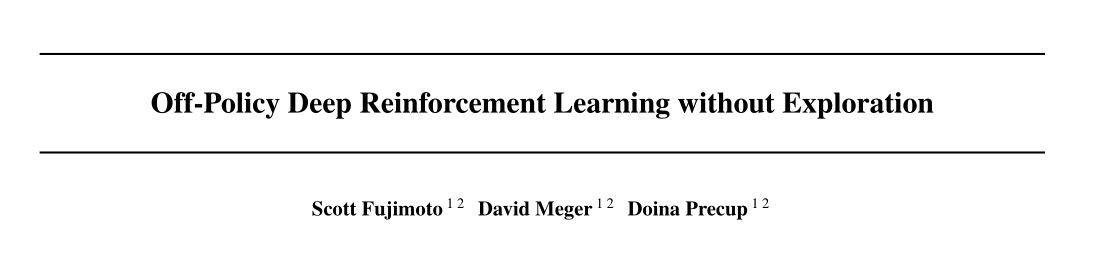 Off-Policy Deep Reinforcement Learning without Exploration
Scott Fujimoto 1 2 David Meger 1 2 Doina Precup 1 2